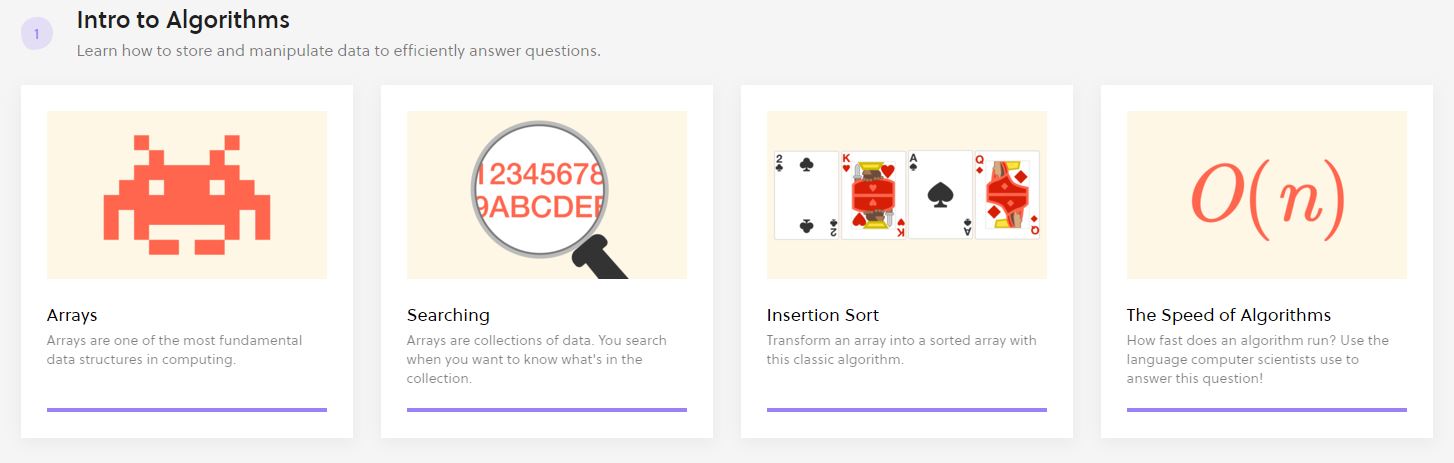 1
Intro to Algorithms
Learn how to store and manipulate data to efficiently answer questions.
12345678
9ABCDEF
2
K
A
Q
2
K
A
Q
O(n)
Arrays
Arrays are one of the most fundamental
data structures in computing.
Searching
Arrays are collections of data. You search
when you want to know what's in the
collection.
Insertion Sort
Transform an array into a sorted array with
this classic algorithm.
The Speed of Algorithms
How fast does an algorithm run? Use the
language computer scientists use to
answer this question!